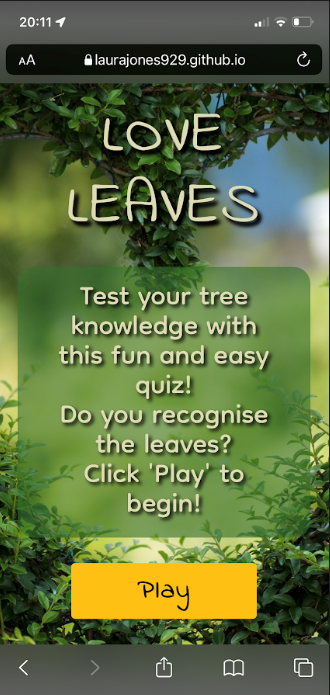 20:11
AA laurajones929.github.io
LOVE
LEAVES
Test your tree
knowledge with
this fun and easy
quiz!
Do you recognise
the leaves?
Click 'Play' to
begin!
Play